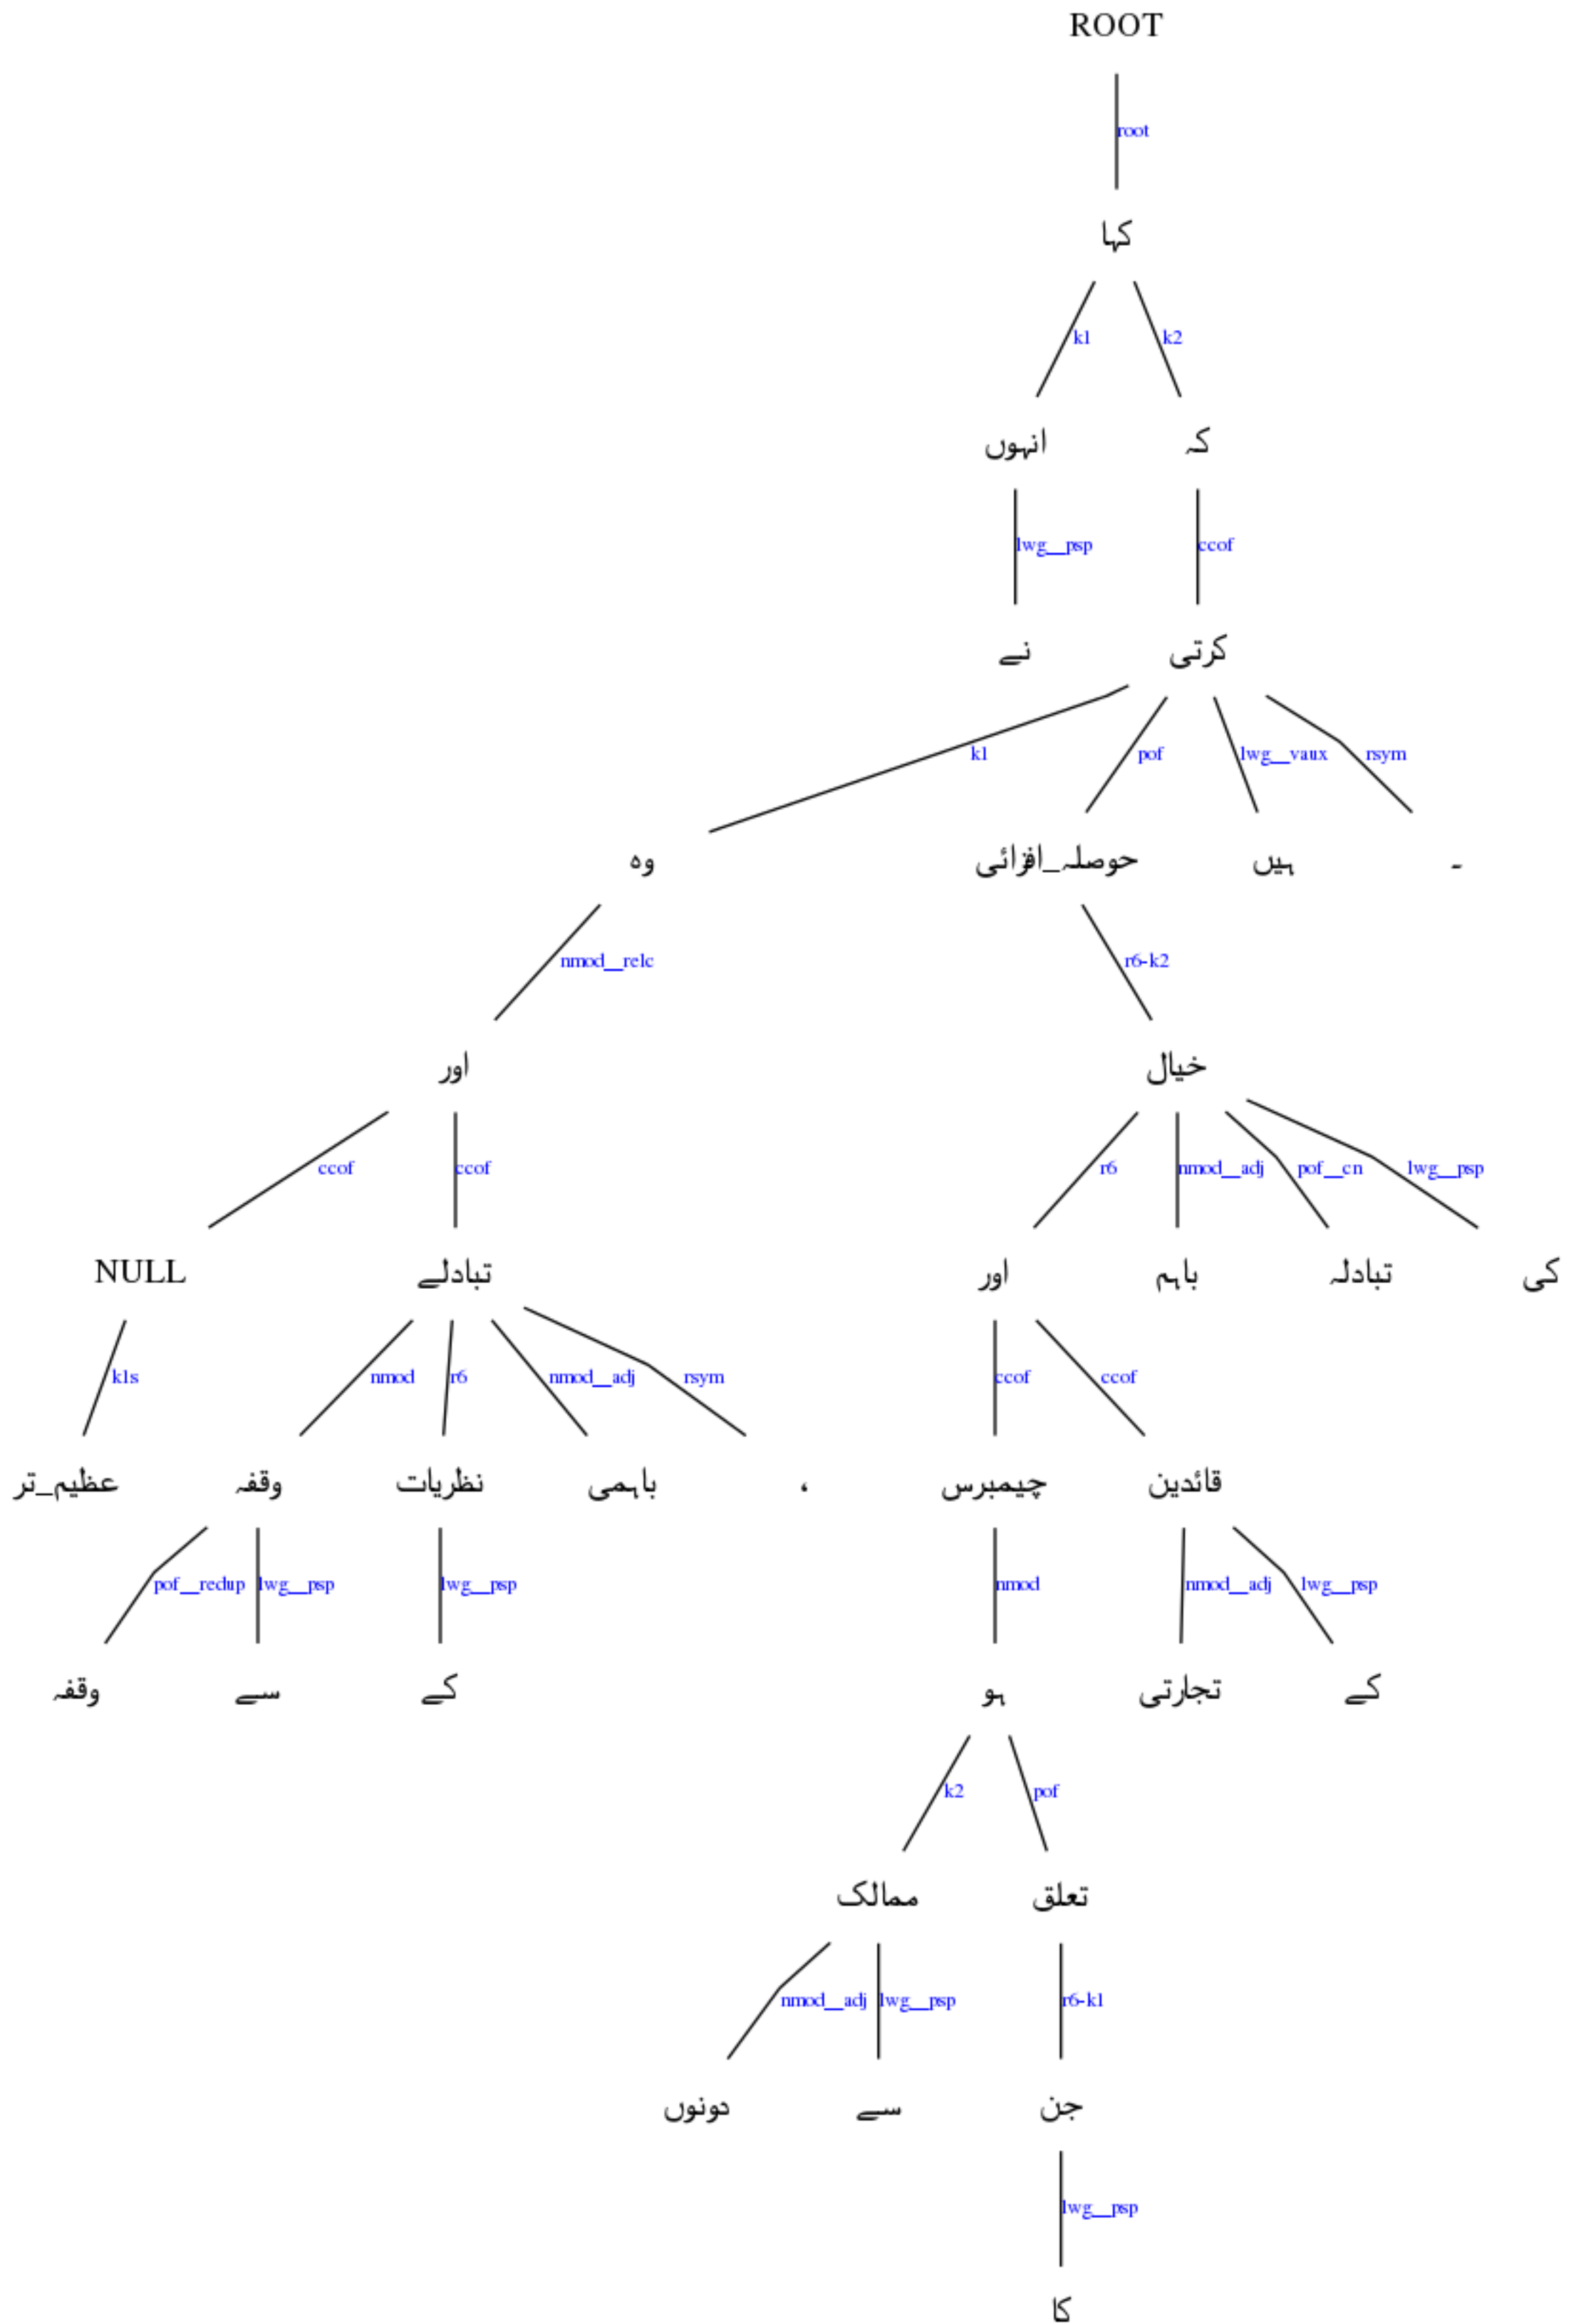 ROOT
root
کہا
k1 k2
انہوں کہ
lwg__psp ccof
نے کرتی
k1 pof lwg__vaux rsym
وہ حوصلہ_افزائی ہیں ۔
nmod__relc r6-k2
اور خیال
ccof ccof r6 nmod__adj pof__cn lwg__psp
NULL تبادلے اور باہم تبادلہ کی
k1s nmod r6 nmod__adj rsym ccof ccof
عظیم_تر وقفہ نظریات باہمی ، چیمبرس قائدین
pof__redup lwg__psp lwg__psp nmod nmod__adj lwg__psp
وقفہ سے کے ہو تجارتی کے
k2 pof
ممالک تعلق
nmod__adj lwg__psp r6-k1
دونوں سے جن
lwg__psp
کا